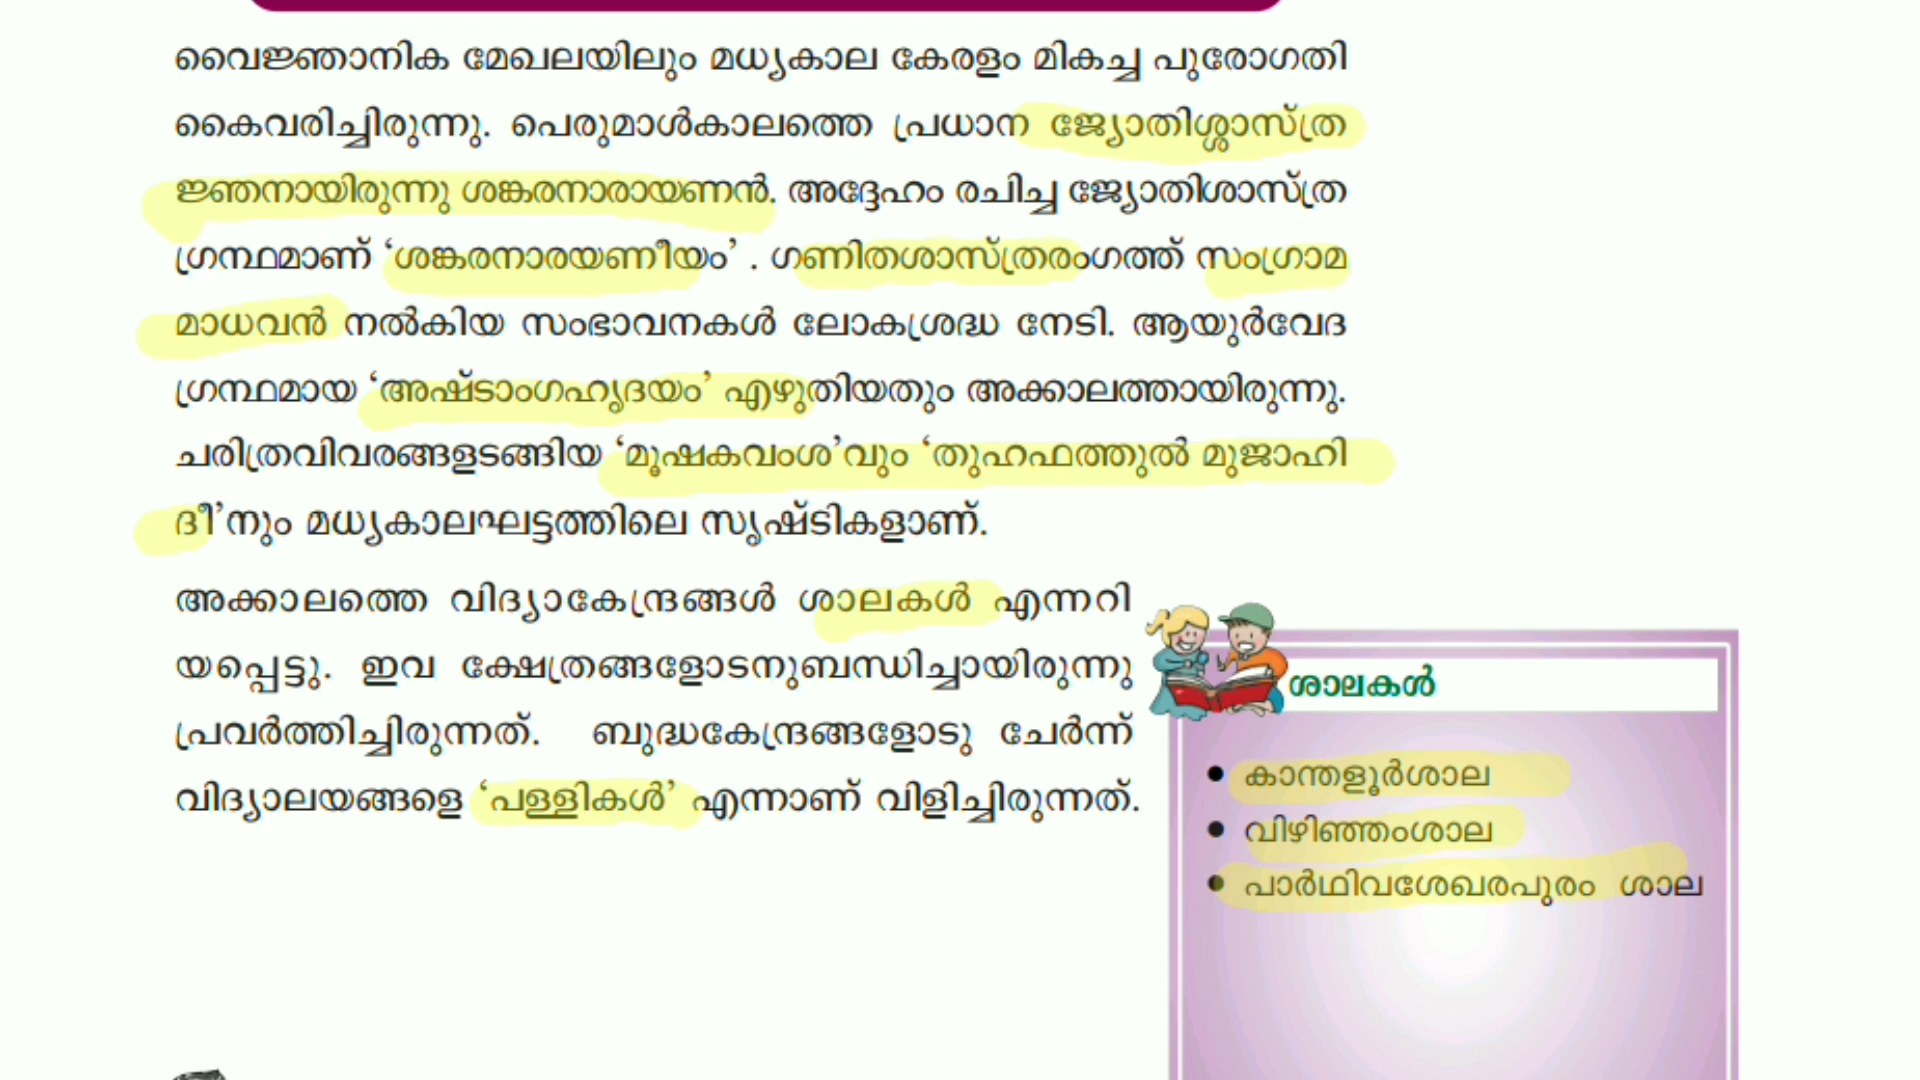 വൈജ്ഞാനിക മേഖലയിലും മധ്യകാല കേരളം മികച്ച പുരോഗതി
കൈവരിച്ചിരുന്നു. പെരുമാൾകാലത്തെ പ്രധാന ജ്യോതിശ്ശാസ്ത്ര
ജ്ഞനായിരുന്നു ശങ്കരനാരായണൻ. അദ്ദേഹം രചിച്ച ജ്യോതിശാസ്ത്ര
ഗ്രന്ഥമാണ് ‘ശങ്കരനാരയണീയം’ . ഗണിതശാസ്ത്രരംഗത്ത് സംഗ്രാമ
മാധവൻ നൽകിയ സംഭാവനകൾ ലോകശ്രദ്ധ നേടി. ആയുർവേദ
ഗ്രന്ഥമായ ‘അഷ്ടാംഗഹൃദയം’ എഴുതിയതും അക്കാലത്തായിരുന്നു.
ചരിത്രവിവരങ്ങളടങ്ങിയ ‘മൂഷകവംശ’വും ‘തുഹഫത്തുൽ മുജാഹി
ദീ’നും മധ്യകാലഘട്ടത്തിലെ സൃഷ്ടികളാണ്.
അക്കാലത്തെ വിദ്യാകേന്ദ്രങ്ങൾ ശാലകൾ എന്നറി
യപ്പെട്ടു. ഇവ ക്ഷേത്രങ്ങളോടനുബന്ധിച്ചായിരുന്നു
പ്രവർത്തിച്ചിരുന്നത്. ബുദ്ധകേന്ദ്രങ്ങളോടു ചേർന്ന്
വിദ്യാലയങ്ങളെ ‘പള്ളികൾ’ എന്നാണ് വിളിച്ചിരുന്നത്.
ശാലകൾ
• കാന്തളൂർശാല
• വിഴിഞ്ഞംശാല
• പാർഥിവശേഖരപുരം ശാല